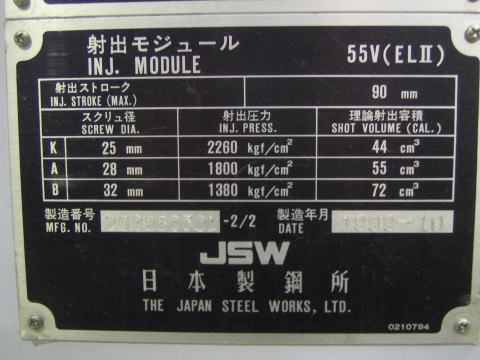 射出モジュール 55V(ELⅡ)
INJ. MODULE
射出ストローク 90 mm
INJ. STROKE (MAX.)
スクリュ径 射出圧力 理論射出容積
SCREW DIA. INJ. PRESS. SHOT VOLUME (CAL.)
K 25 mm 2260 kgf/cm² 44 cm³
A 28 mm 1800 kgf/cm² 55 cm³
B 32 mm 1380 kgf/cm² 72 cm³
製造番号 -2/2 製造年月
MFG. NO. DATE
JSW
日本製鋼所
THE JAPAN STEEL WORKS, LTD.
0210794